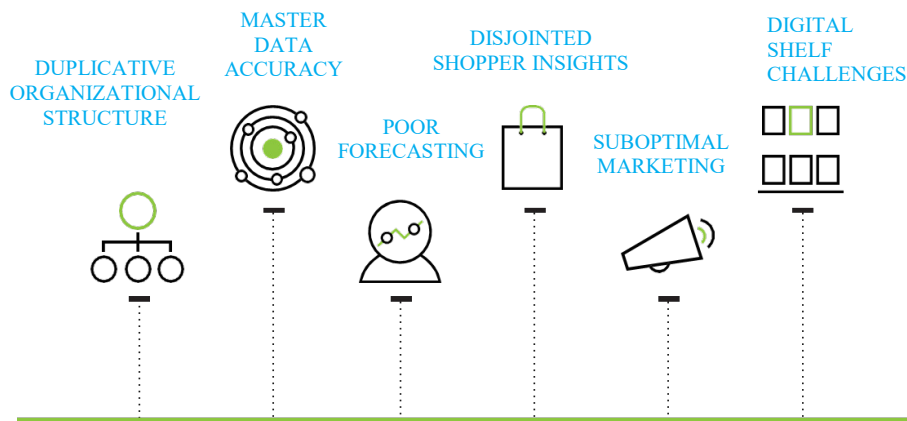 DUPLICATIVE
ORGANIZATIONAL
STRUCTURE
MASTER
DATA
ACCURACY
POOR
FORECASTING
DISJOINTED
SHOPPER INSIGHTS
SUBOPTIMAL
MARKETING
DIGITAL
SHELF
CHALLENGES